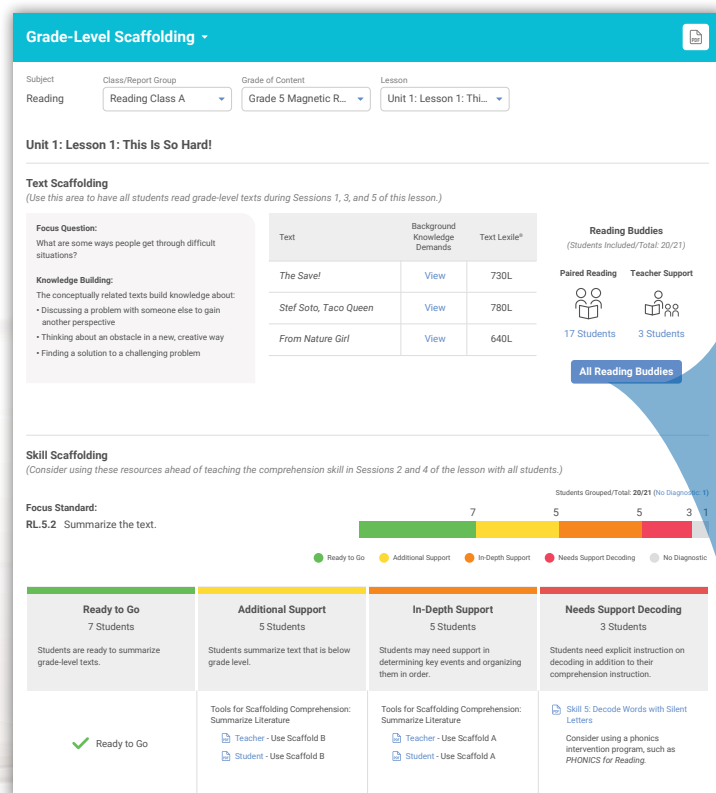 Grade-Level Scaffolding
PDF
Subject
Class/Report Group
Grade of Content
Lesson
Reading
Reading Class A
Grade 5 Magnetic R...
Unit 1: Lesson 1: Thi...
Unit 1: Lesson 1: This Is So Hard!
Text Scaffolding
(Use this area to have all students read grade-level texts during Sessions 1, 3, and 5 of this lesson.)
Focus Question:
What are some ways people get through difficult
situations?
Knowledge Building:
The conceptually related texts build knowledge about:
• Discussing a problem with someone else to gain
another perspective
• Thinking about an obstacle in a new, creative way
• Finding a solution to a challenging problem
Text
Background
Knowledge
Demands
Text Lexile®
The Save!
View
730L
Stef Soto, Taco Queen
View
780L
From Nature Girl
View
640L
Reading Buddies
(Students Included/Total: 20/21)
Paired Reading
Teacher Support
17 Students
3 Students
All Reading Buddies
Skill Scaffolding
(Consider using these resources ahead of teaching the comprehension skill in Sessions 2 and 4 of the lesson with all students.)
Students Grouped/Total: 20/21 (No Diagnostic: 1)
Focus Standard:
RL.5.2 Summarize the text.
7
5
5
3
1
Ready to Go
Additional Support
In-Depth Support
Needs Support Decoding
No Diagnostic
Ready to Go
7 Students
Students are ready to summarize
grade-level texts.
Additional Support
5 Students
Students summarize text that is below
grade level.
In-Depth Support
5 Students
Students may need support in
determining key events and organizing
them in order.
Needs Support Decoding
3 Students
Students need explicit instruction on
decoding in addition to their
comprehension instruction.
Ready to Go
Tools for Scaffolding Comprehension:
Summarize Literature
PDF Teacher - Use Scaffold B
PDF Student - Use Scaffold B
Tools for Scaffolding Comprehension:
Summarize Literature
PDF Teacher - Use Scaffold A
PDF Student - Use Scaffold A
PDF Skill 5: Decode Words with Silent
Letters
Consider using a phonics
intervention program, such as
PHONICS for Reading.